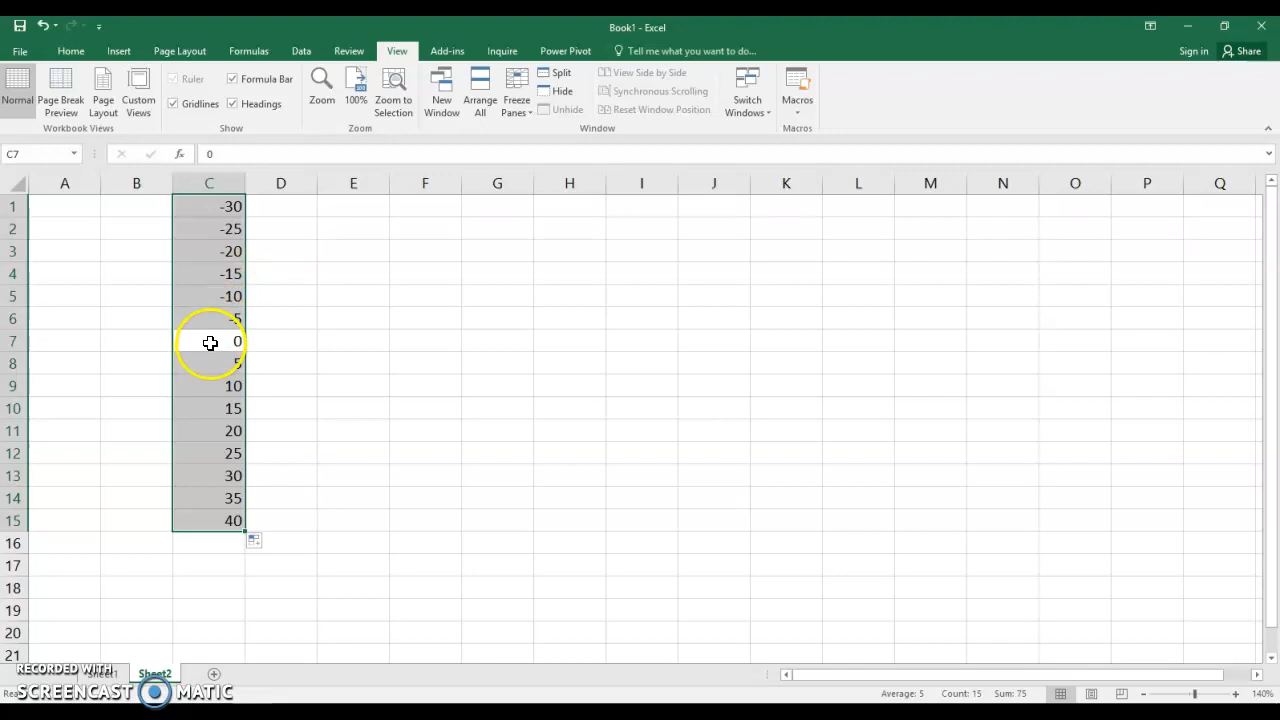 Book1 - Excel
File Home Insert Page Layout Formulas Data Review View Add-ins Inquire Power Pivot Tell me what you want to do... Sign in Share
Normal Page Break Preview Page Layout Custom Views
Workbook Views
Ruler Formula Bar
Gridlines Headings
Show
Zoom 100% Zoom to Selection
Zoom
New Window Arrange All Freeze Panes
Split
Hide
Unhide
View Side by Side
Synchronous Scrolling
Reset Window Position
Switch Windows
Window
Macros
Macros
C7 fx 0
A B C D E F G H I J K L M N O P Q
1 -30
2 -25
3 -20
4 -15
5 -10
6 -5
7 0
8 5
9 10
10 15
11 20
12 25
13 30
14 35
15 40
16
17
18
19
20
21
Sheet1 Sheet2
RECORDED WITH
SCREENCAST MATIC
Average: 5 Count: 15 Sum: 75 140%